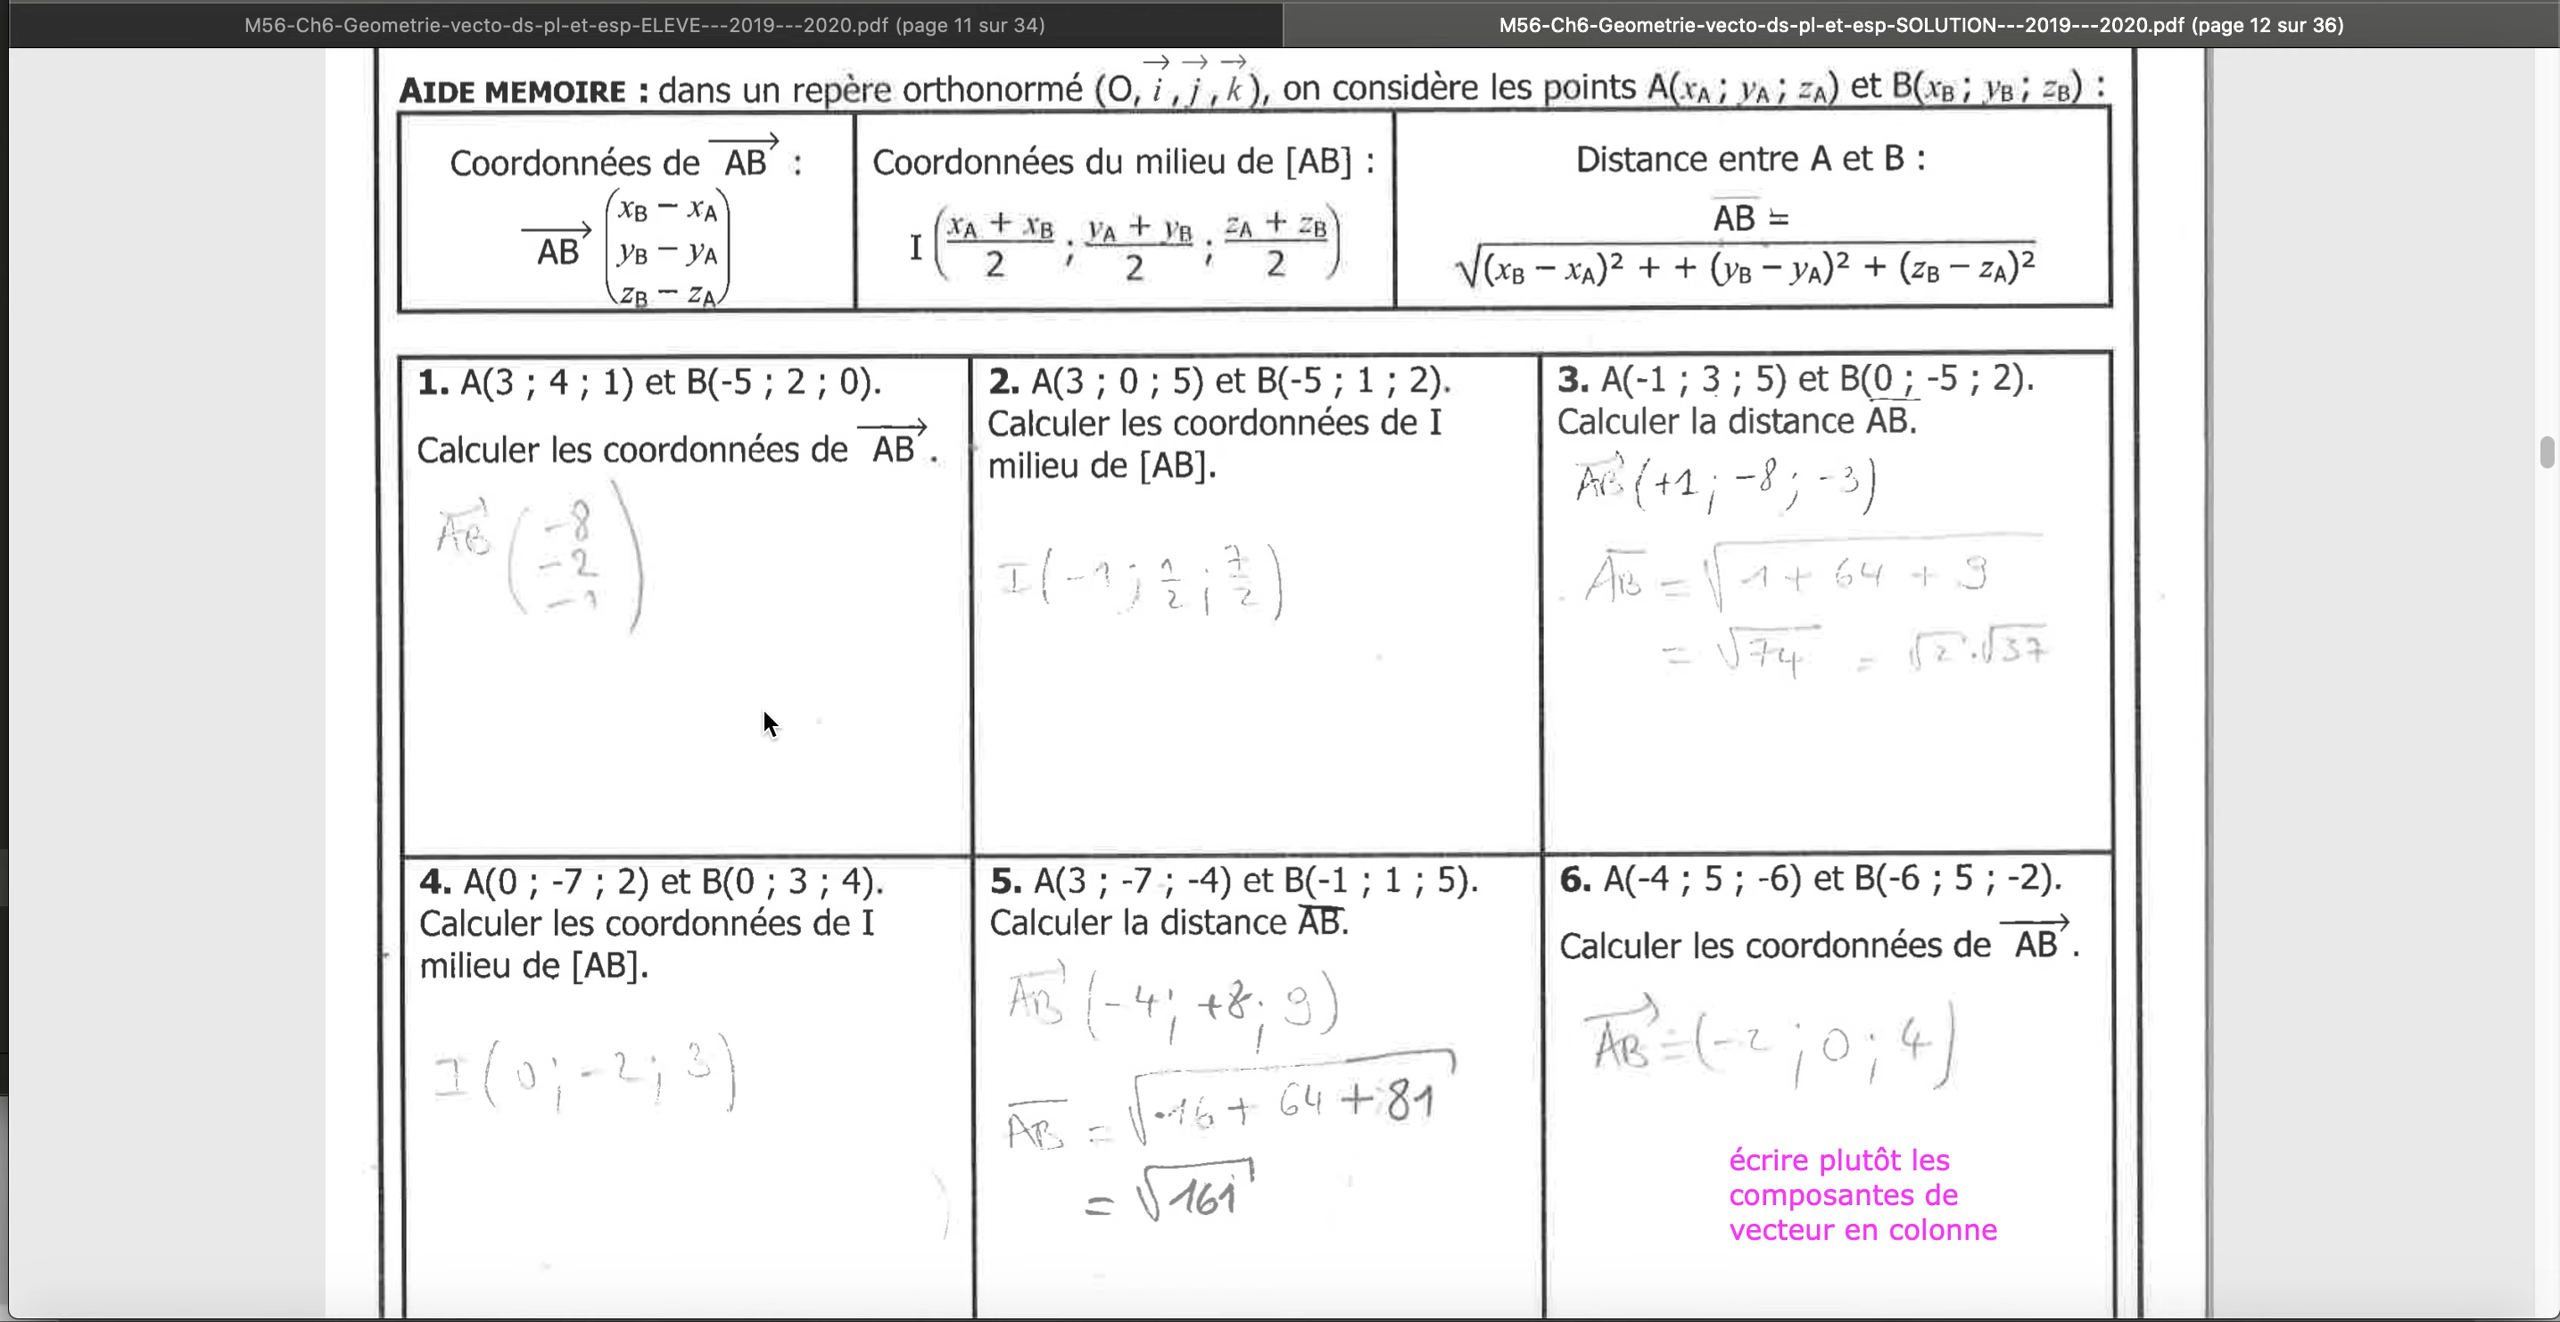 M56-Ch6-Geometrie-vecto-ds-pl-et-esp-ELEVE---2019---2020.pdf (page 11 sur 34)
M56-Ch6-Geometrie-vecto-ds-pl-et-esp-SOLUTION---2019---2020.pdf (page 12 sur 36)
AIDE MEMOIRE : dans un repère orthonormé (O, i⃗ , j⃗ , k⃗ ), on considère les points A(xA ; yA ; zA) et B(xB ; yB ; zB) :
Coordonnées de AB⃗ :
AB⃗ (xB − xA
yB − yA
zB − zA)
Coordonnées du milieu de [AB] :
I ((xA + xB)/2 ; (yA + yB)/2 ; (zA + zB)/2)
Distance entre A et B :
AB =
√(xB − xA)² + + (yB − yA)² + (zB − zA)²
1. A(3 ; 4 ; 1) et B(-5 ; 2 ; 0).
Calculer les coordonnées de AB⃗ .
AB⃗ (-8
-2
-1)
2. A(3 ; 0 ; 5) et B(-5 ; 1 ; 2).
Calculer les coordonnées de I
milieu de [AB].
I(-1 ; 1/2 ; 7/2)
3. A(-1 ; 3 ; 5) et B(0 ; -5 ; 2).
Calculer la distance AB.
AB⃗ (+1 ; -8 ; -3)
AB = √1 + 64 + 9
= √74 = √2 . √37
4. A(0 ; -7 ; 2) et B(0 ; 3 ; 4).
Calculer les coordonnées de I
milieu de [AB].
I(0 ; -2 ; 3)
5. A(3 ; -7 ; -4) et B(-1 ; 1 ; 5).
Calculer la distance AB.
AB⃗ (-4 ; +8 ; 9)
AB = √16 + 64 + 81
= √161
6. A(-4 ; 5 ; -6) et B(-6 ; 5 ; -2).
Calculer les coordonnées de AB⃗ .
AB⃗ = (-2 ; 0 ; 4)
écrire plutôt les
composantes de
vecteur en colonne